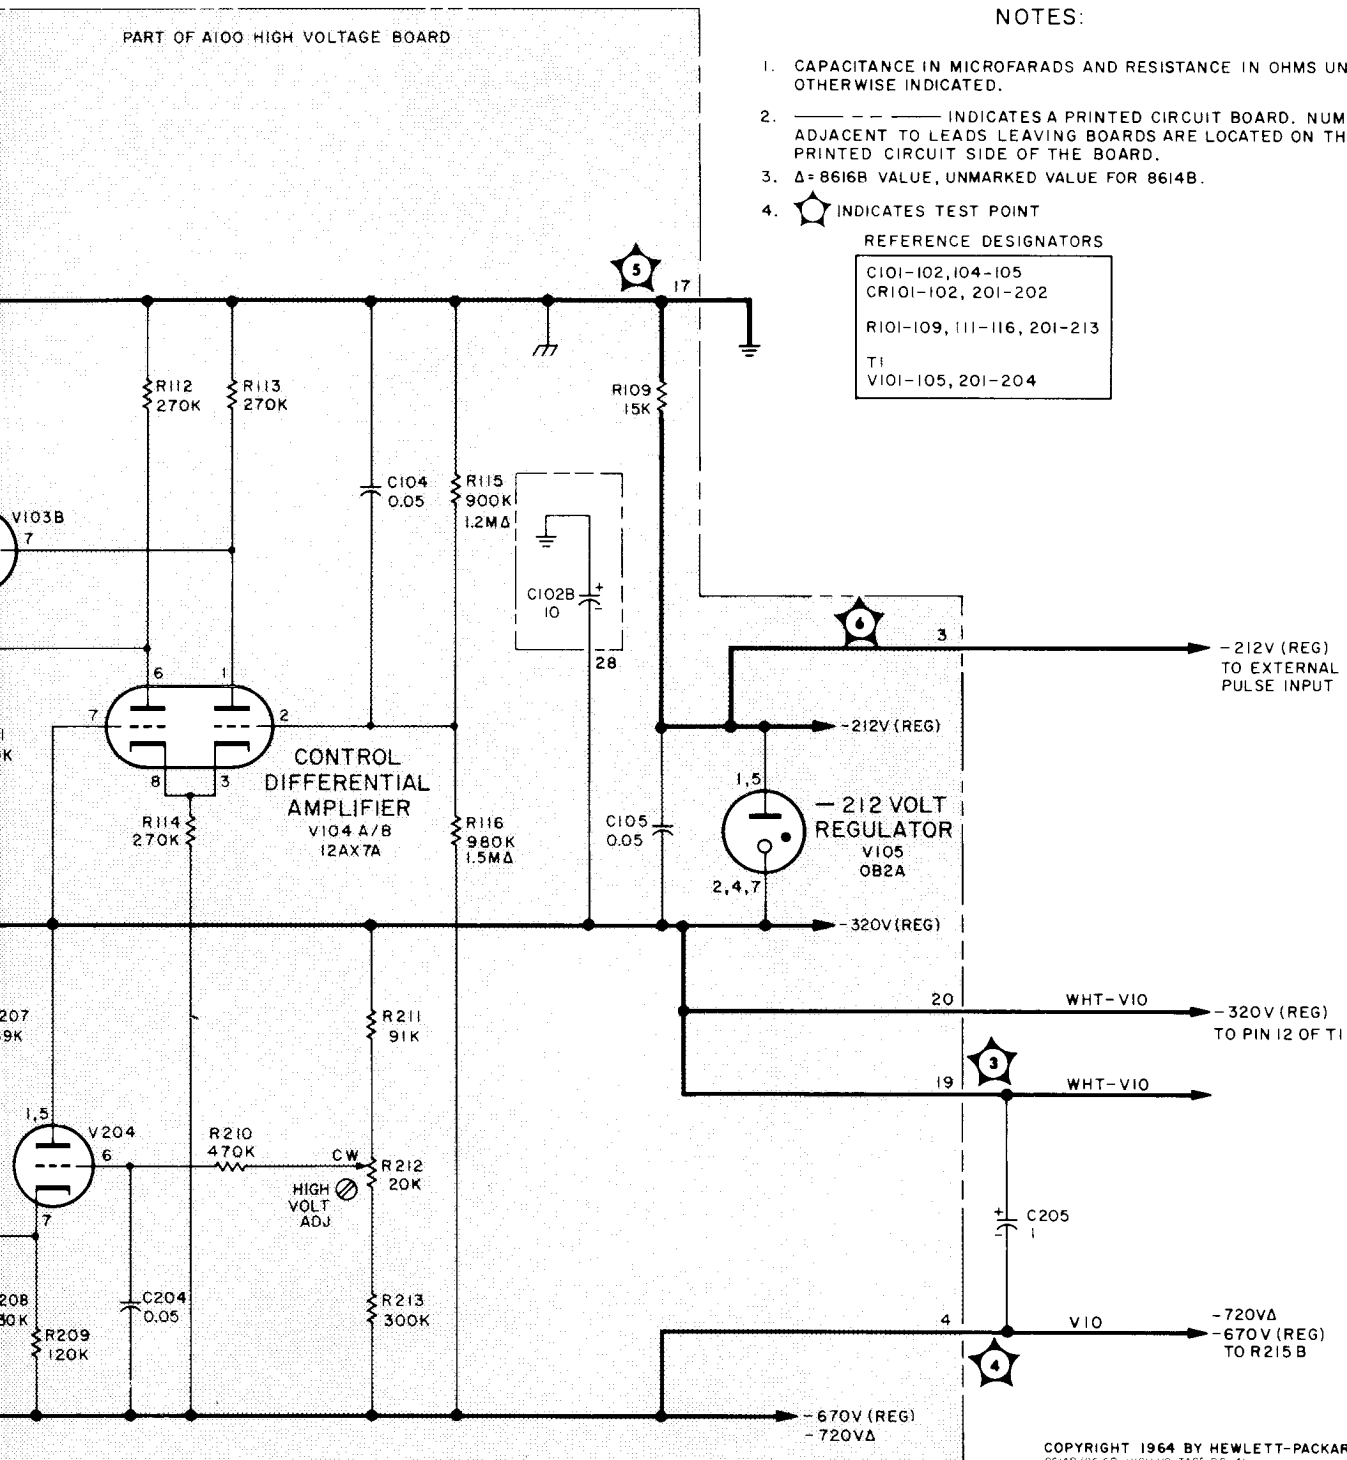 PART OF A100 HIGH VOLTAGE BOARD
NOTES:
1. CAPACITANCE IN MICROFARADS AND RESISTANCE IN OHMS UN
OTHERWISE INDICATED.
2. INDICATES A PRINTED CIRCUIT BOARD. NUM
ADJACENT TO LEADS LEAVING BOARDS ARE LOCATED ON TH
PRINTED CIRCUIT SIDE OF THE BOARD.
3. Δ=8616B VALUE, UNMARKED VALUE FOR 8614B.
4. INDICATES TEST POINT
REFERENCE DESIGNATORS
C101-102,104-105
CR101-102, 201-202
R101-109, 111-116, 201-213
T1
V101-105, 201-204
5
17
R112
270K
R113
270K
R109
15K
C104
0.05
R115
900K
1.2MΔ
V103B
7
C102B
10
+
-
28
6
3
-212V (REG)
TO EXTERNAL
PULSE INPUT
6
1
7
2
8
3
-212V (REG)
CONTROL
DIFFERENTIAL
AMPLIFIER
V104 A/B
12AX7A
R114
270K
R116
980K
1.5MΔ
C105
0.05
1,5
-212 VOLT
REGULATOR
V105
OB2A
2,4,7
-320V (REG)
K
207
9K
R211
91K
20
WHT-VIO
-320V (REG)
TO PIN 12 OF T1
3
19
WHT-VIO
1,5
V204
6
7
R210
470K
CW
R212
20K
HIGH
VOLT
ADJ
+
-
C205
1
208
30K
R209
120K
C204
0.05
R213
300K
4
VIO
-720VΔ
-670V (REG)
TO R215B
4
-670V (REG)
-720VΔ
COPYRIGHT 1964 BY HEWLETT-PACKAR